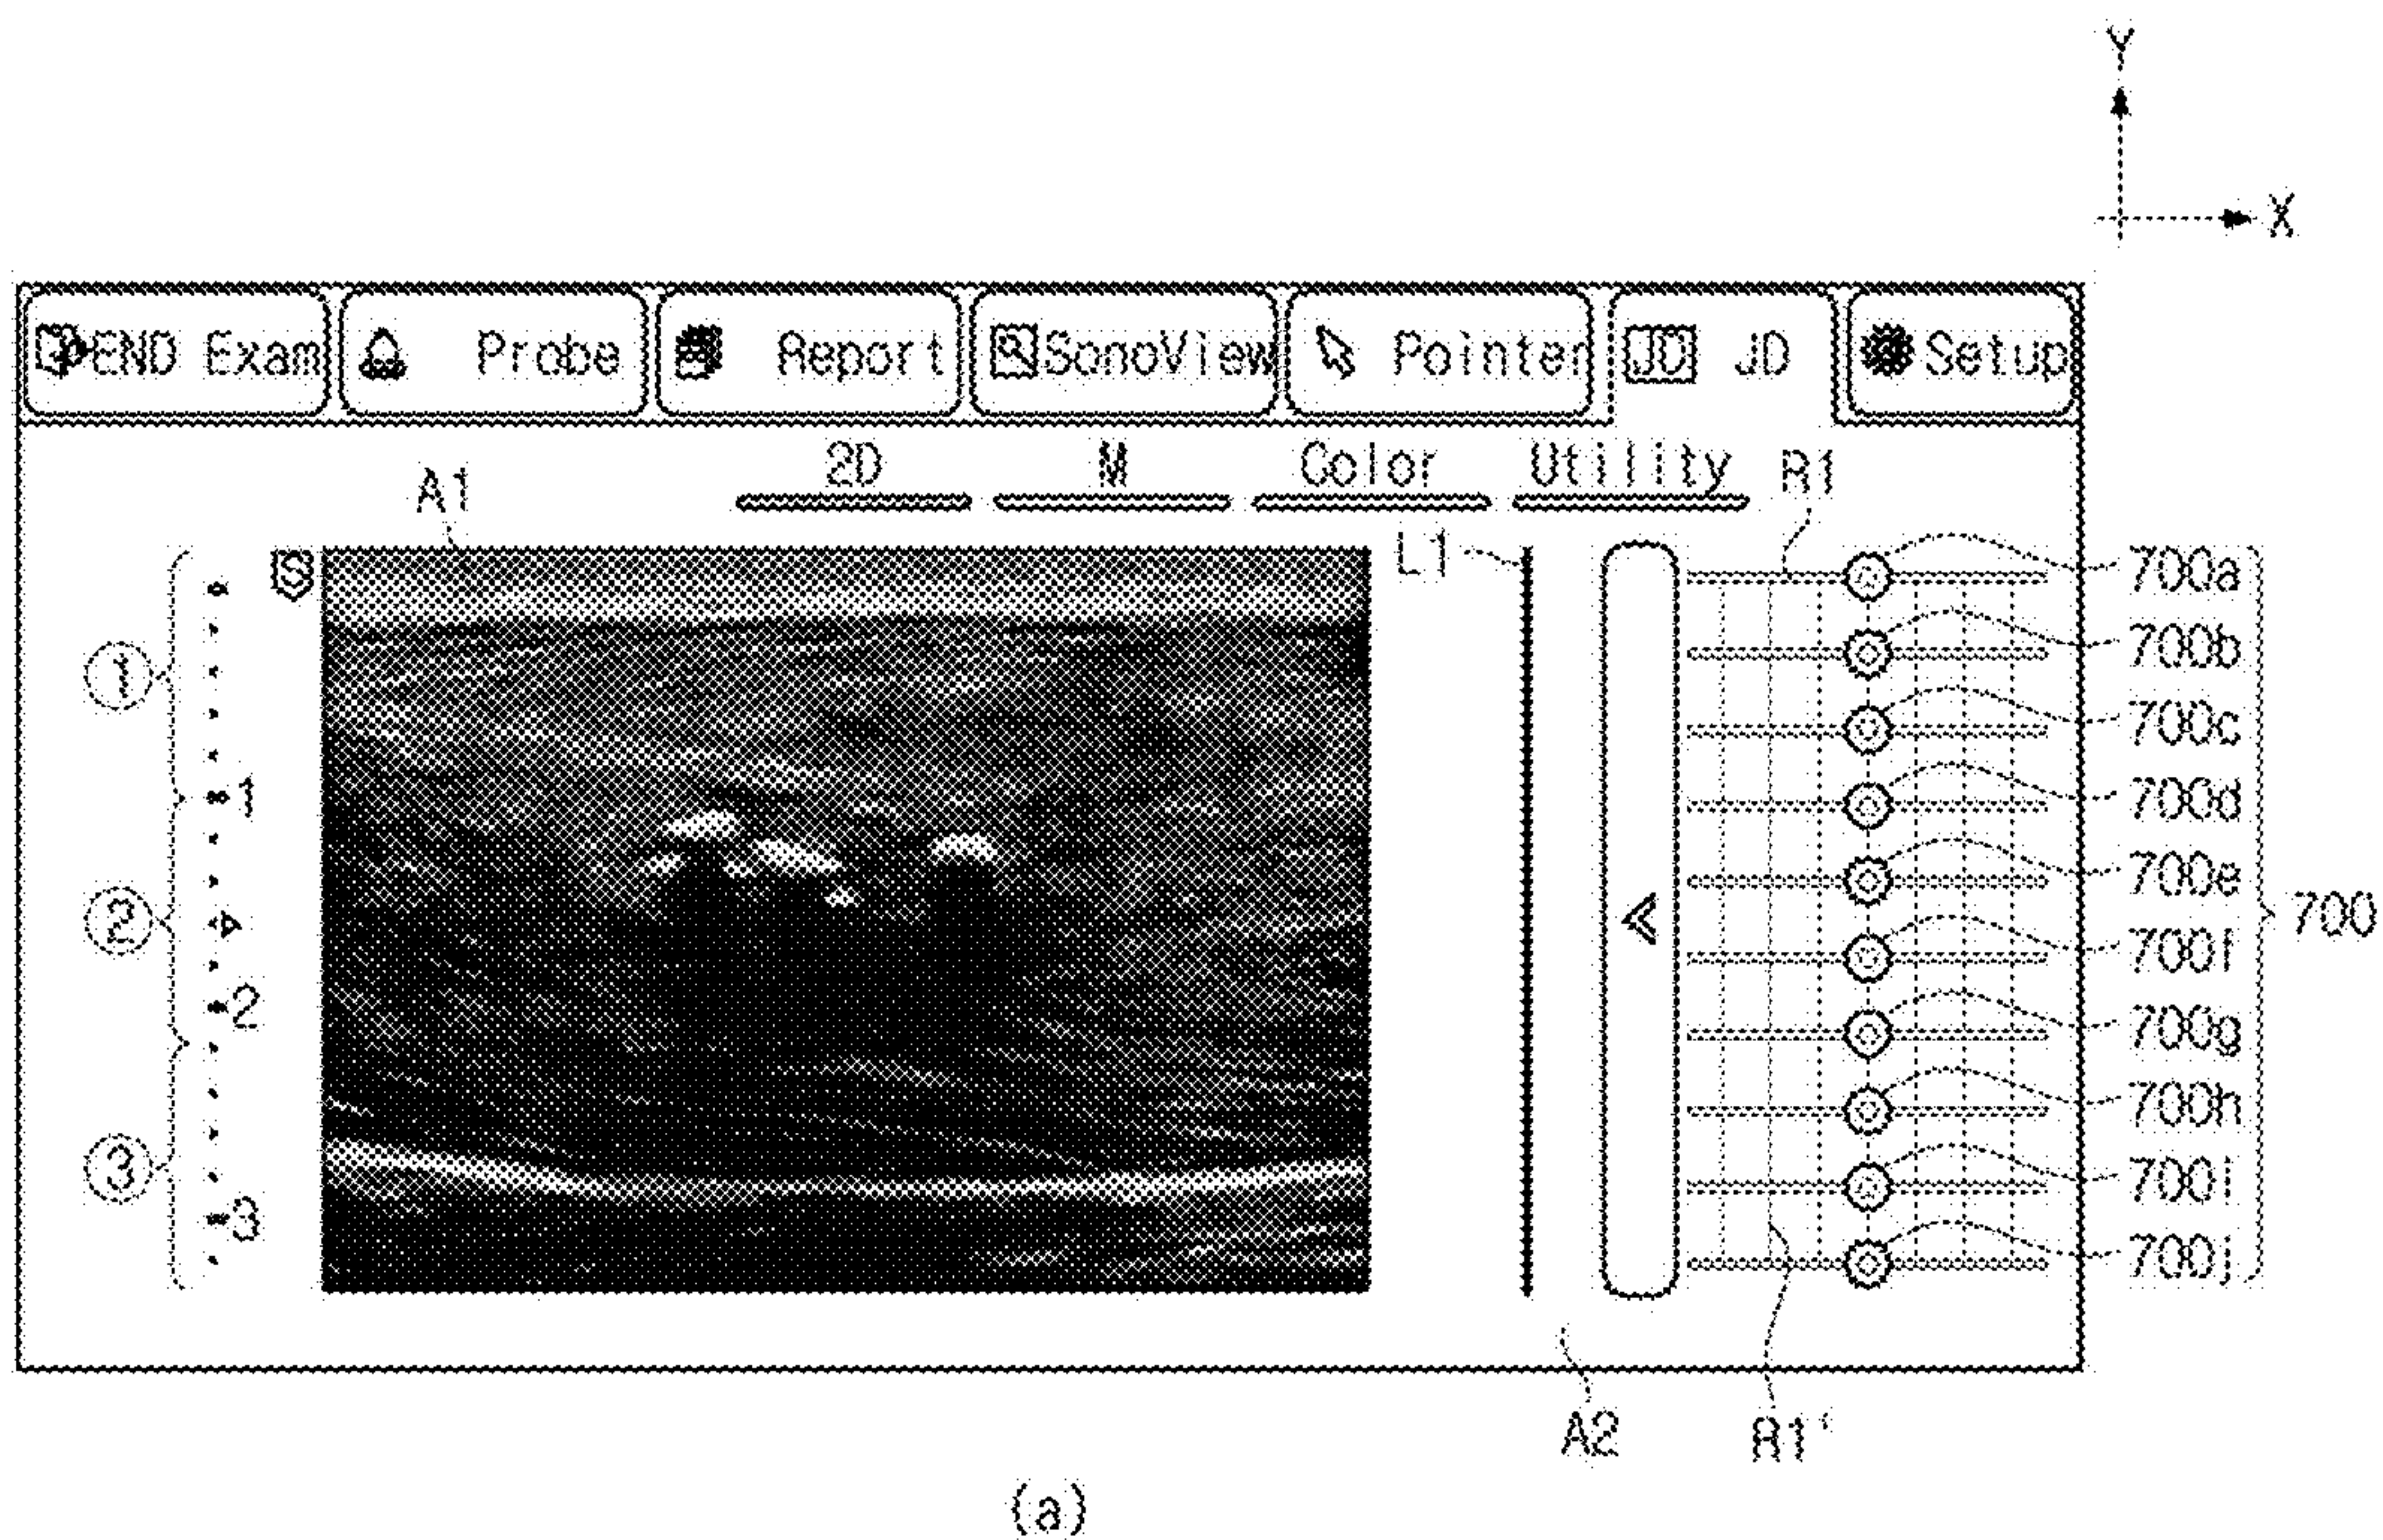 Y
X
END Exam Probe Report SonoView Pointer JD JD Setup
2D M Color Utility
A1
R1
L1
S
700a
700b
700c
700d
700e
700f
700g
700h
700i
700j
700
①
1
②
2
③
3
A2
R1'
(a)